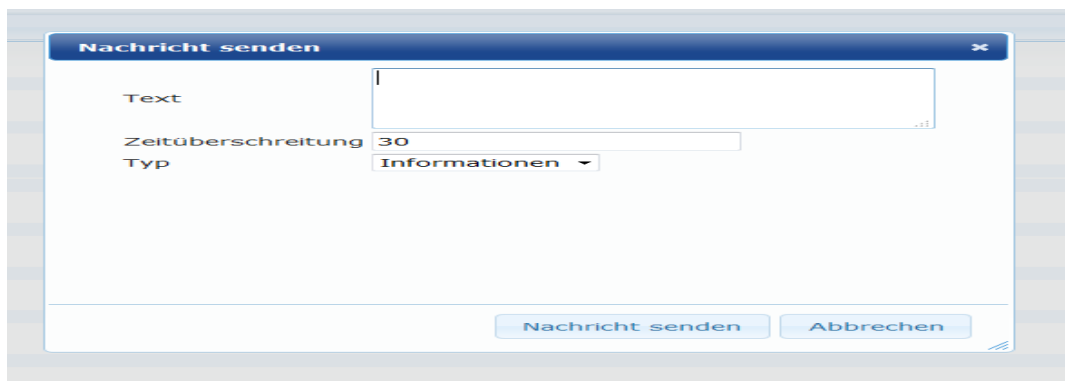 Nachricht senden
Text
Zeitüberschreitung 30
Typ Informationen
Nachricht senden Abbrechen